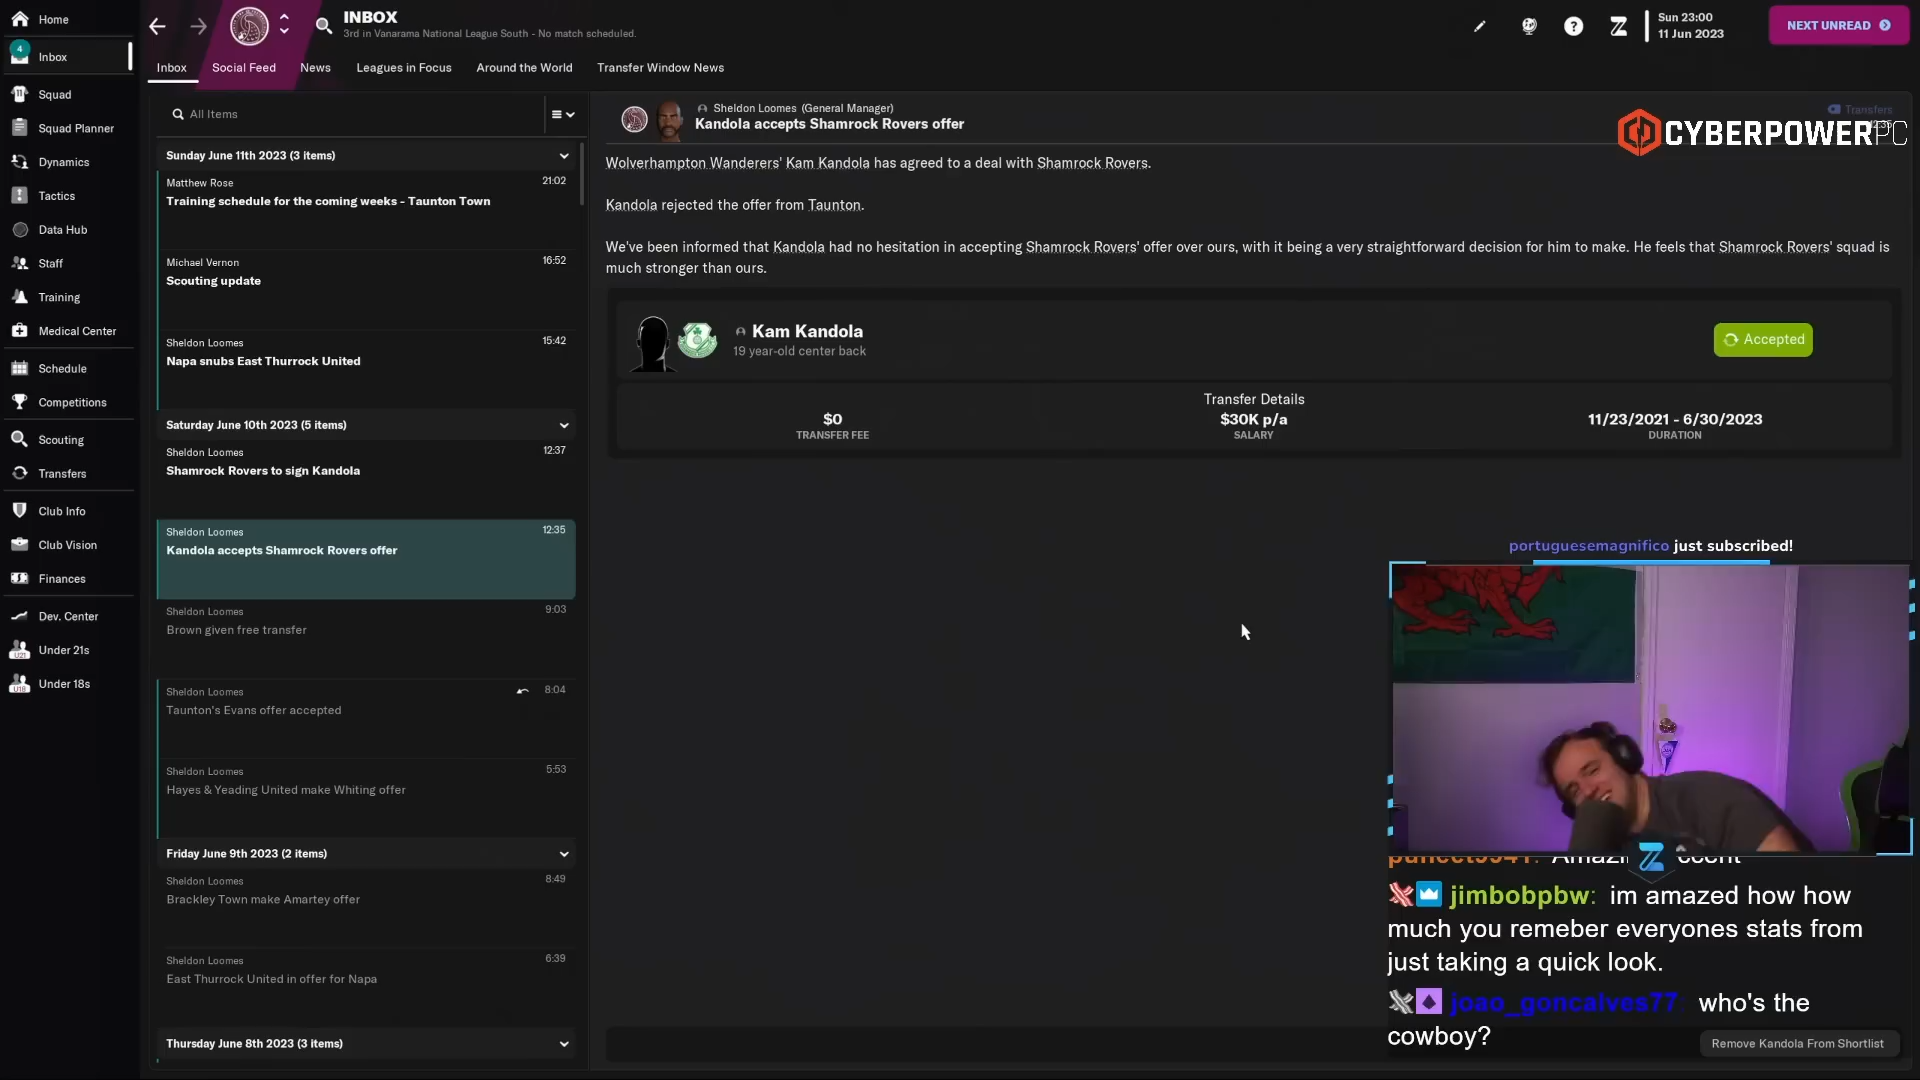 Home
4
Inbox
Squad
Squad Planner
Dynamics
Tactics
Data Hub
Staff
Training
Medical Center
Schedule
Competitions
Scouting
Transfers
Club Info
Club Vision
Finances
Dev. Center
U21
Under 21s
U18
Under 18s
INBOX
3rd in Vanarama National League South - No match scheduled.
Sun 23:00
11 Jun 2023
NEXT UNREAD
Inbox
Social Feed
News
Leagues in Focus
Around the World
Transfer Window News
All Items
Sunday June 11th 2023 (3 items)
Matthew Rose
21:02
Training schedule for the coming weeks - Taunton Town
Michael Vernon
16:52
Scouting update
Sheldon Loomes
15:42
Napa snubs East Thurrock United
Saturday June 10th 2023 (5 items)
Sheldon Loomes
12:37
Shamrock Rovers to sign Kandola
Sheldon Loomes
12:35
Kandola accepts Shamrock Rovers offer
Sheldon Loomes
9:03
Brown given free transfer
Sheldon Loomes
8:04
Taunton's Evans offer accepted
Sheldon Loomes
5:53
Hayes & Yeading United make Whiting offer
Friday June 9th 2023 (2 items)
Sheldon Loomes
8:49
Brackley Town make Amartey offer
Sheldon Loomes
6:39
East Thurrock United in offer for Napa
Thursday June 8th 2023 (3 items)
Sheldon Loomes (General Manager)
Kandola accepts Shamrock Rovers offer
Transfers
12:35
CYBERPOWERPC
Wolverhampton Wanderers' Kam Kandola has agreed to a deal with Shamrock Rovers.
Kandola rejected the offer from Taunton.
We've been informed that Kandola had no hesitation in accepting Shamrock Rovers' offer over ours, with it being a very straightforward decision for him to make. He feels that Shamrock Rovers' squad is
much stronger than ours.
Kam Kandola
19 year-old center back
Accepted
Transfer Details
$0
TRANSFER FEE
$30K p/a
SALARY
11/23/2021 - 6/30/2023
DURATION
portuguesemagnifico just subscribed!
jimbobpbw: im amazed how how
much you remeber everyones stats from
just taking a quick look.
joao_goncalves77: who's the
cowboy?
Remove Kandola From Shortlist